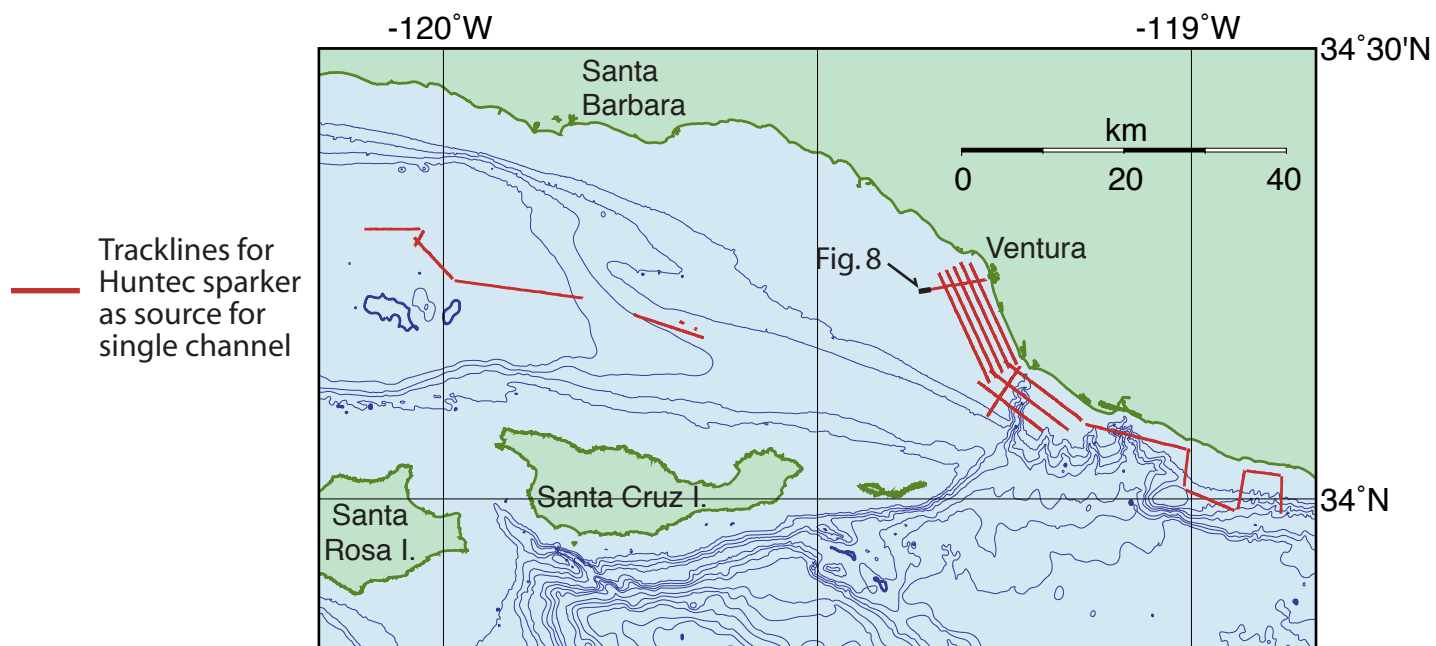 -120˚W
-119˚W
34˚30'N
Santa
Barbara
km
0
20
40
Tracklines for
Huntec sparker
as source for
single channel
Fig. 8
Ventura
Santa Cruz I.
34˚N
Santa
Rosa I.